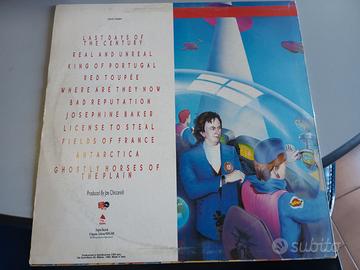 LAST DAYS OF
THE CENTURY
REAL AND UNREAL
KING OF PORTUGAL
RED TOUPÉE
WHERE ARE THEY NOW
BAD REPUTATION
JOSEPHINE BAKER
LICENSE TO STEAL
FIELDS OF FRANCE
ANTARCTICA
GHOSTLY HORSES OF
THE PLAIN
Produced By Joe Chiccarelli
subito